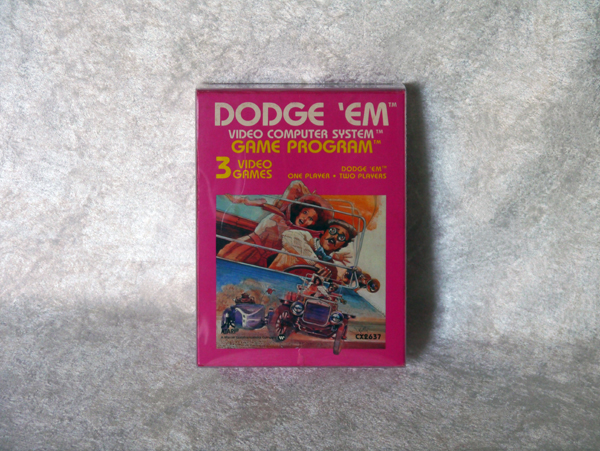 DODGE 'EM™
VIDEO COMPUTER SYSTEM™
GAME PROGRAM™
3 VIDEO GAMES
DODGE 'EM™
ONE PLAYER • TWO PLAYERS
CX2637